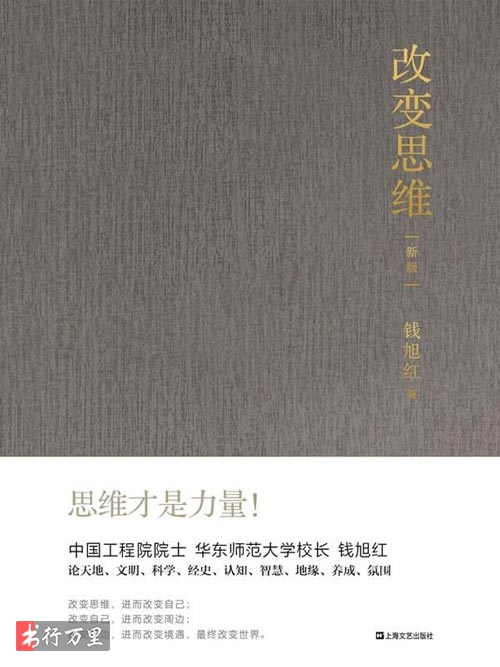 改变思维
新版
钱旭红 著
思维才是力量！
中国工程院院士 华东师范大学校长 钱旭红
论天地、文明、科学、经史、认知、智慧、地缘、养成、氛围
改变思维，进而改变自己；
改变自己，进而改变周边；
边，进而改变境遇，最终改变世界。
书行万里
上海文艺出版社